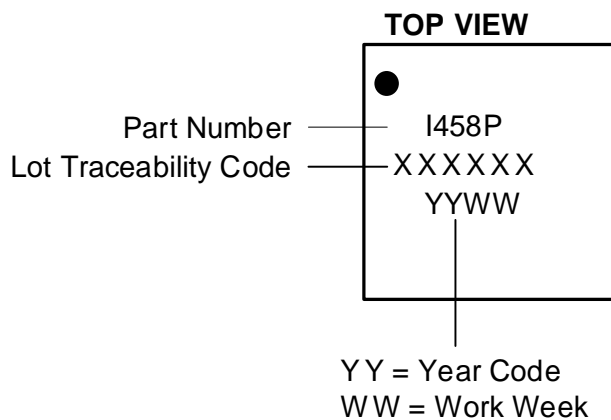 TOP VIEW
Part Number
I458P
Lot Traceability Code
XXXXXX
YYWW
YY = Year Code
WW = Work Week